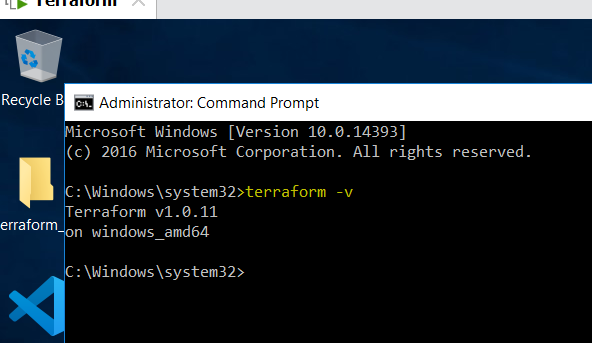 Terraform
Recycle B
Administrator: Command Prompt
Microsoft Windows [Version 10.0.14393]
(c) 2016 Microsoft Corporation. All rights reserved.
C:\Windows\system32>terraform -v
Terraform v1.0.11
on windows_amd64
C:\Windows\system32>
erraform_